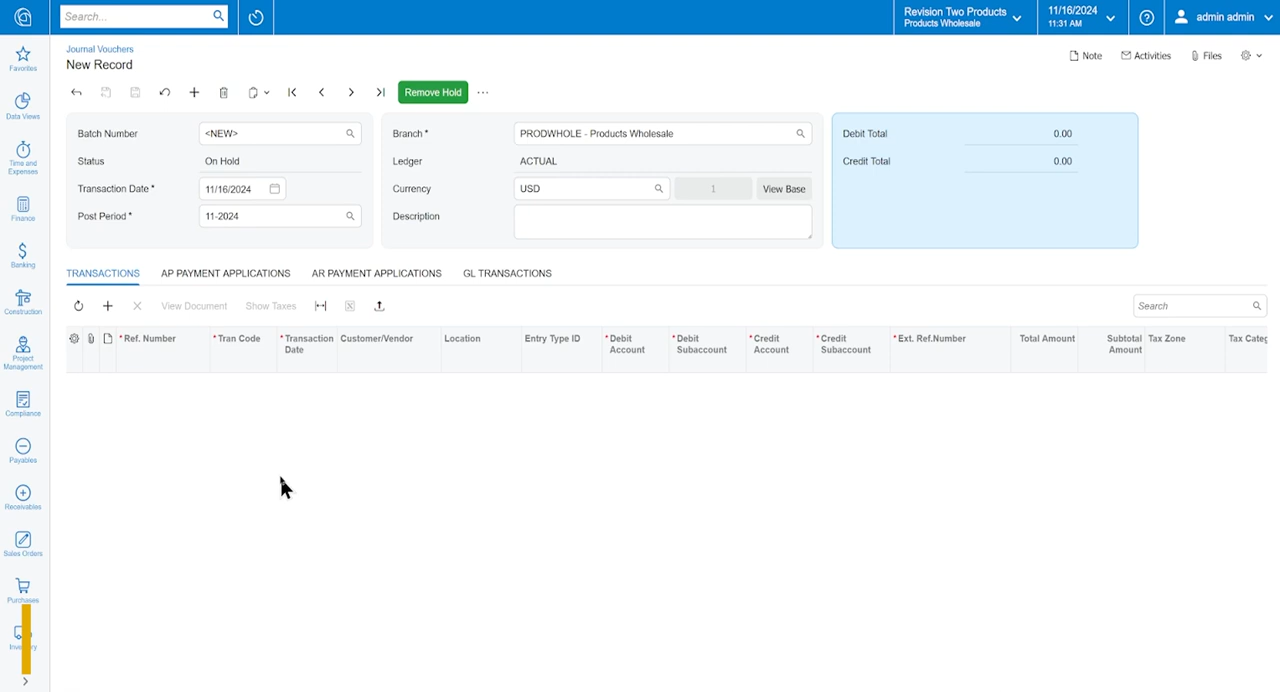 Search...
Revision Two Products
Products Wholesale
11/16/2024
11:31 AM
admin admin
Favorites
Data Views
Time and
Expenses
Finance
Banking
Construction
Project
Management
Compliance
Payables
Receivables
Sales Orders
Purchases
Journal Vouchers
New Record
Note
Activities
Files
Remove Hold
Batch Number
<NEW>
Status
On Hold
Transaction Date *
11/16/2024
Post Period *
11-2024
Branch *
PRODWHOLE - Products Wholesale
Ledger
ACTUAL
Currency
USD
1
View Base
Description
Debit Total
0.00
Credit Total
0.00
TRANSACTIONS
AP PAYMENT APPLICATIONS
AR PAYMENT APPLICATIONS
GL TRANSACTIONS
View Document
Show Taxes
Search
* Ref. Number
* Tran Code
* Transaction
Date
Customer/Vendor
Location
Entry Type ID
* Debit
Account
* Debit
Subaccount
* Credit
Account
* Credit
Subaccount
* Ext. Ref.Number
Total Amount
Subtotal
Amount
Tax Zone
Tax Categ